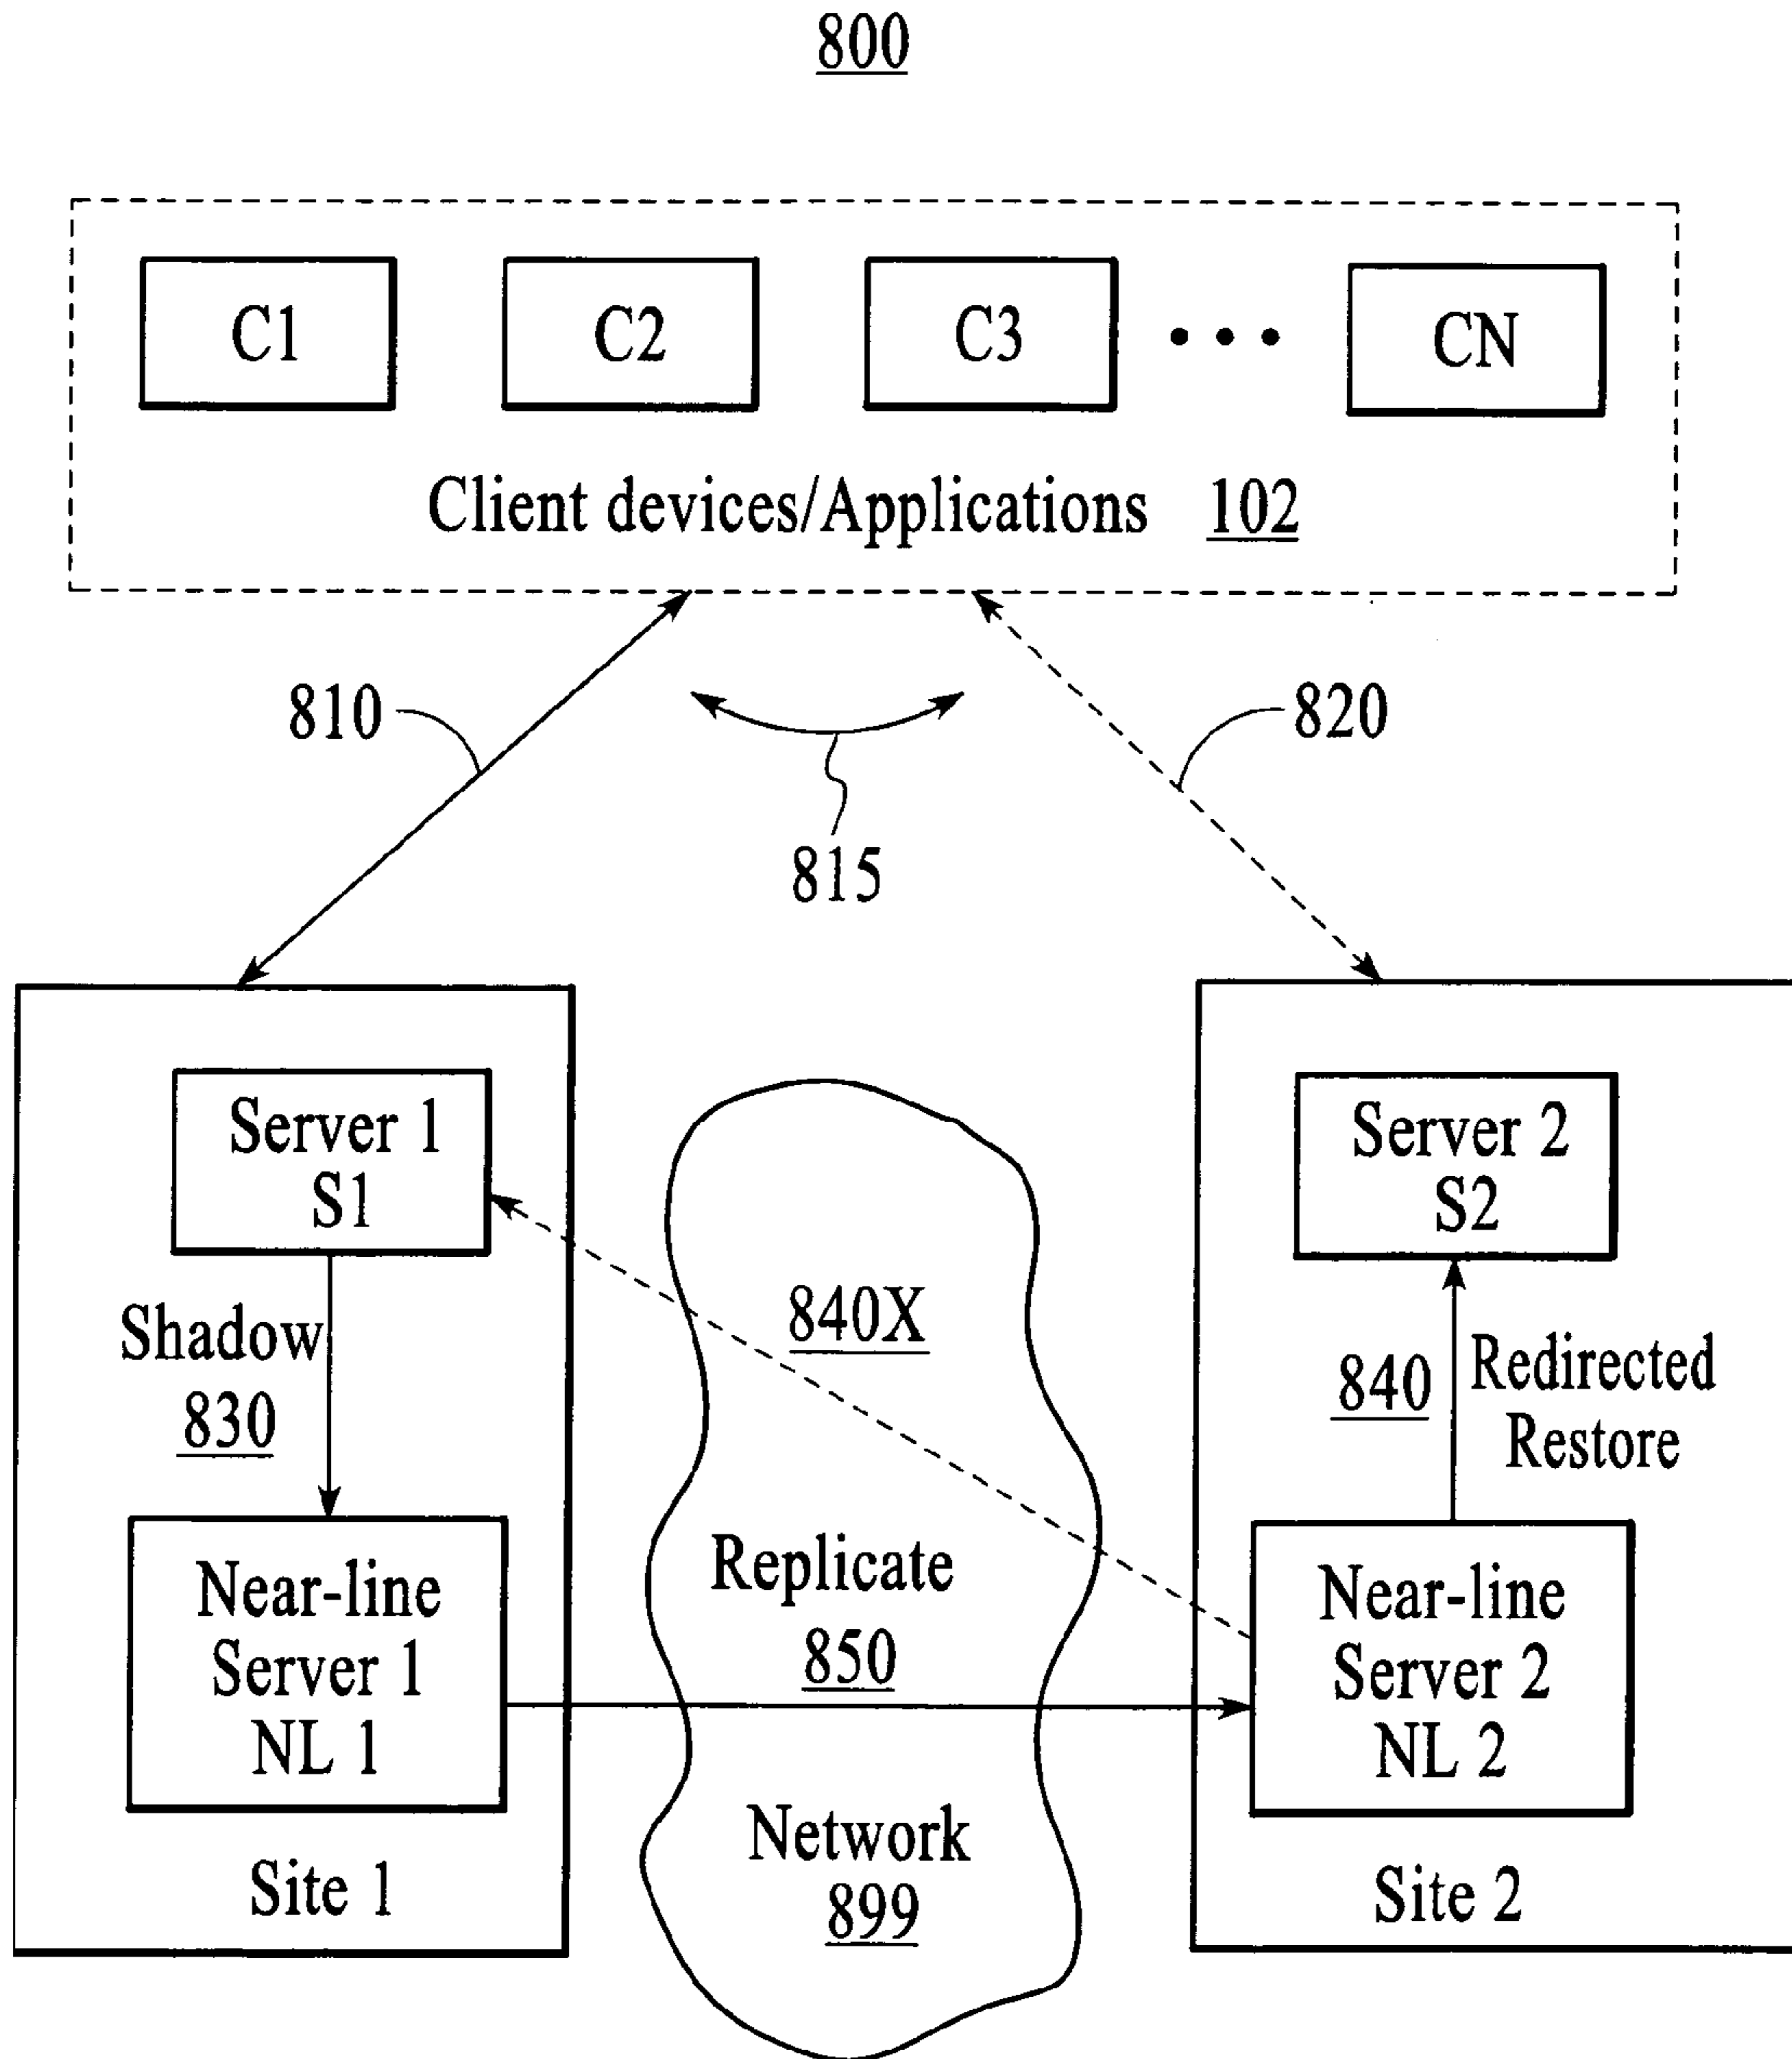 800
C1
C2
C3
• • •
CN
Client devices/Applications 102
810
820
815
Server 1
S1
Shadow
830
Near-line
Server 1
NL 1
Site 1
840X
Replicate
850
Network
899
Server 2
S2
840
Redirected
Restore
Near-line
Server 2
NL 2
Site 2